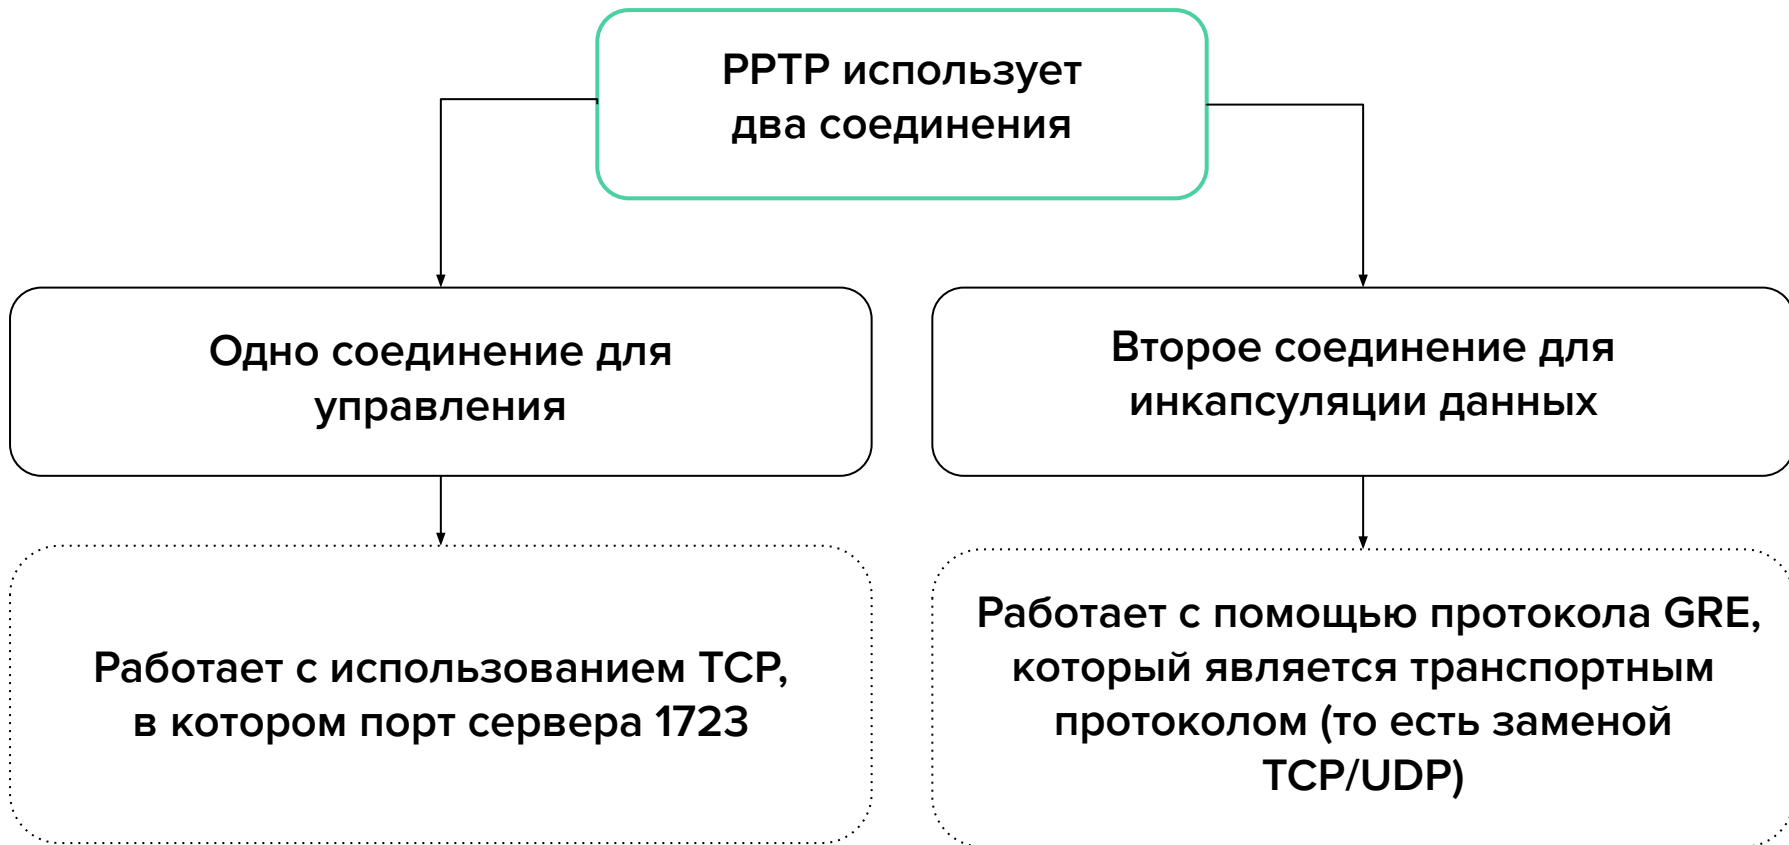 PPTP использует
два соединения
Одно соединение для
управления
Второе соединение для
инкапсуляции данных
Работает с использованием TCP,
в котором порт сервера 1723
Работает с помощью протокола GRE,
который является транспортным
протоколом (то есть заменой
TCP/UDP)